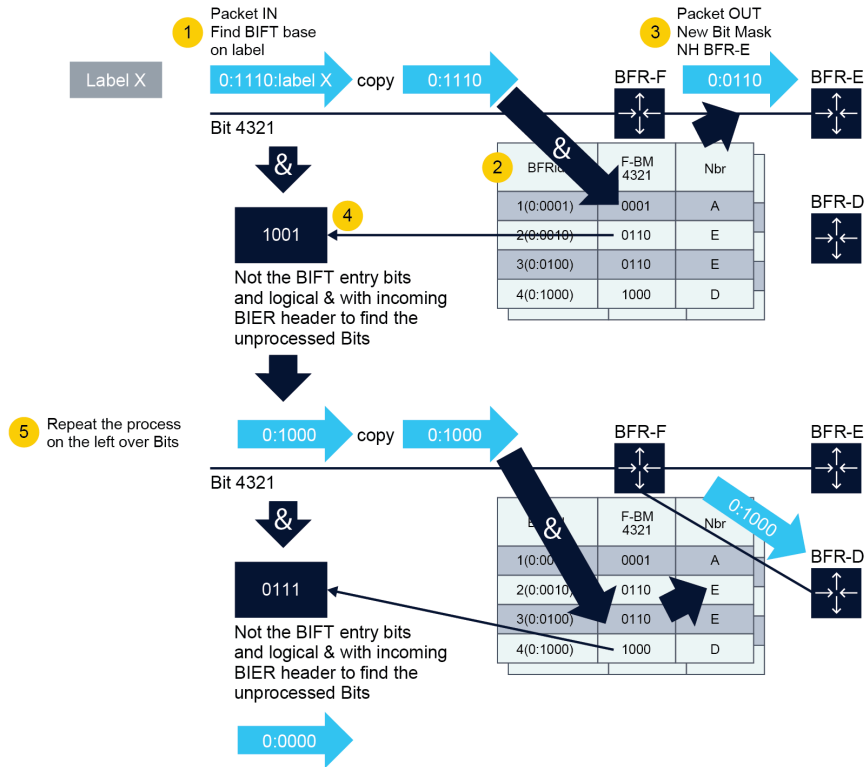 1
Packet IN
Find BIFT base
on label
3
Packet OUT
New Bit Mask
NH BFR-E
Label X
0:1110:label X
copy
0:1110
BFR-F
0:0110
BFR-E
Bit 4321
&
&
2
BFRid
F-BM
4321
Nbr
1(0:0001)
0001
A
2(0:0010)
0110
E
3(0:0100)
0110
E
4(0:1000)
1000
D
BFR-D
4
1001
Not the BIFT entry bits
and logical & with incoming
BIER header to find the
unprocessed Bits
5
Repeat the process
on the left over Bits
0:1000
copy
0:1000
BFR-F
BFR-E
Bit 4321
0:1000
&
&
F-BM
4321
Nbr
0001
A
2(0:0010)
0110
E
3(0:0100)
0110
E
4(0:1000)
1000
D
BFR-D
0111
Not the BIFT entry bits
and logical & with incoming
BIER header to find the
unprocessed Bits
0:0000